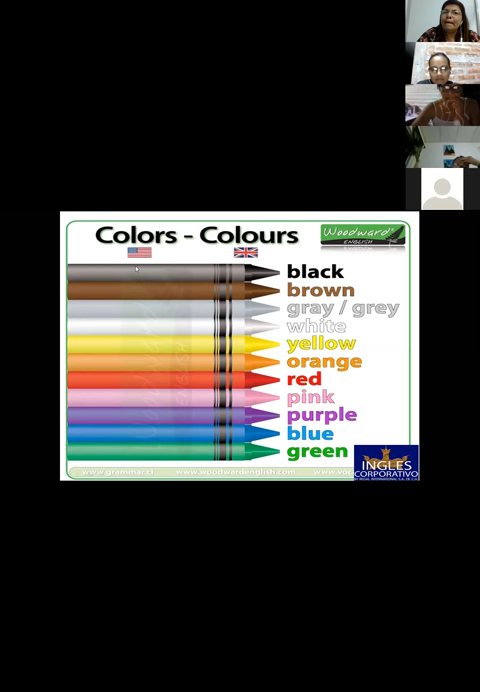 Colors - Colours
Woodward
ENGLISH
black
brown
gray / grey
white
yellow
orange
red
pink
purple
blue
green
www.grammar.cl www.woodwardenglish.com
INGLES
CORPORATIVO